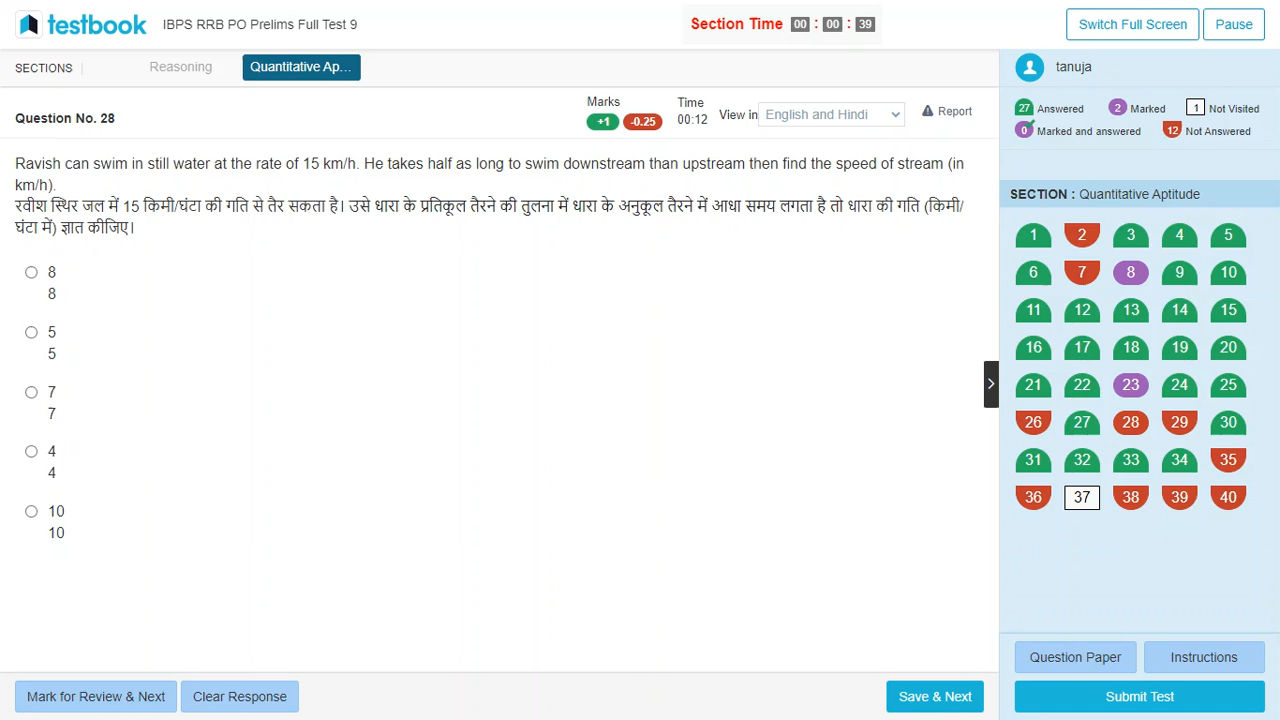 testbook
IBPS RRB PO Prelims Full Test 9
Section Time 00 : 00 : 39
Switch Full Screen
Pause
SECTIONS
Reasoning
Quantitative Ap...
tanuja
Question No. 28
Marks
+1 -0.25
Time
00:12
View in English and Hindi
Report
27 Answered
2 Marked
1 Not Visited
0 Marked and answered
12 Not Answered
Ravish can swim in still water at the rate of 15 km/h. He takes half as long to swim downstream than upstream then find the speed of stream (in
km/h).
रवीश स्थिर जल में 15 किमी/घंटा की गति से तैर सकता है। उसे धारा के प्रतिकूल तैरने की तुलना में धारा के अनुकूल तैरने में आधा समय लगता है तो धारा की गति (किमी/
घंटा में) ज्ञात कीजिए।
8
8
5
5
7
7
4
4
10
10
SECTION : Quantitative Aptitude
1 2 3 4 5
6 7 8 9 10
11 12 13 14 15
16 17 18 19 20
21 22 23 24 25
26 27 28 29 30
31 32 33 34 35
36 37 38 39 40
Question Paper
Instructions
Mark for Review & Next
Clear Response
Save & Next
Submit Test